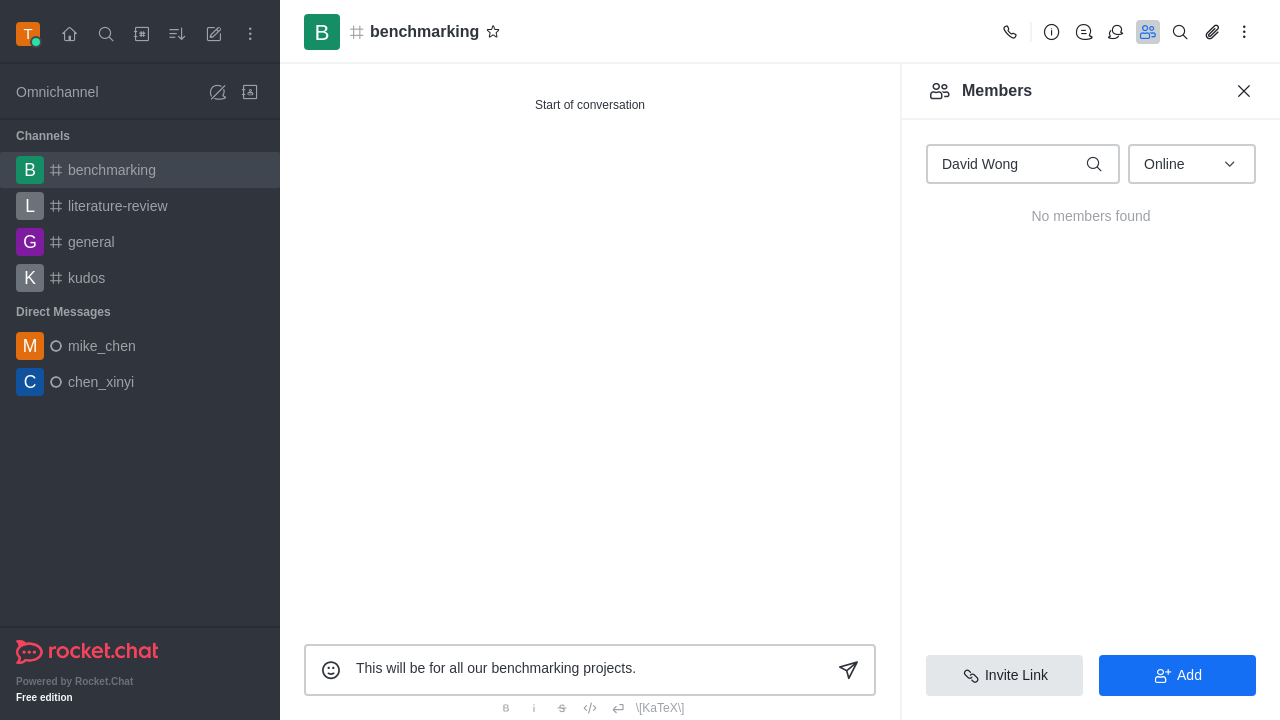 T
Omnichannel
Channels
B benchmarking
L literature-review
G general
K kudos
Direct Messages
M mike_chen
C chen_xinyi
rocket.chat
Powered by Rocket.Chat
Free edition
B benchmarking
Start of conversation
This will be for all our benchmarking projects.
B i S \[KaTeX\]
Members
David Wong Online
No members found
Invite Link Add